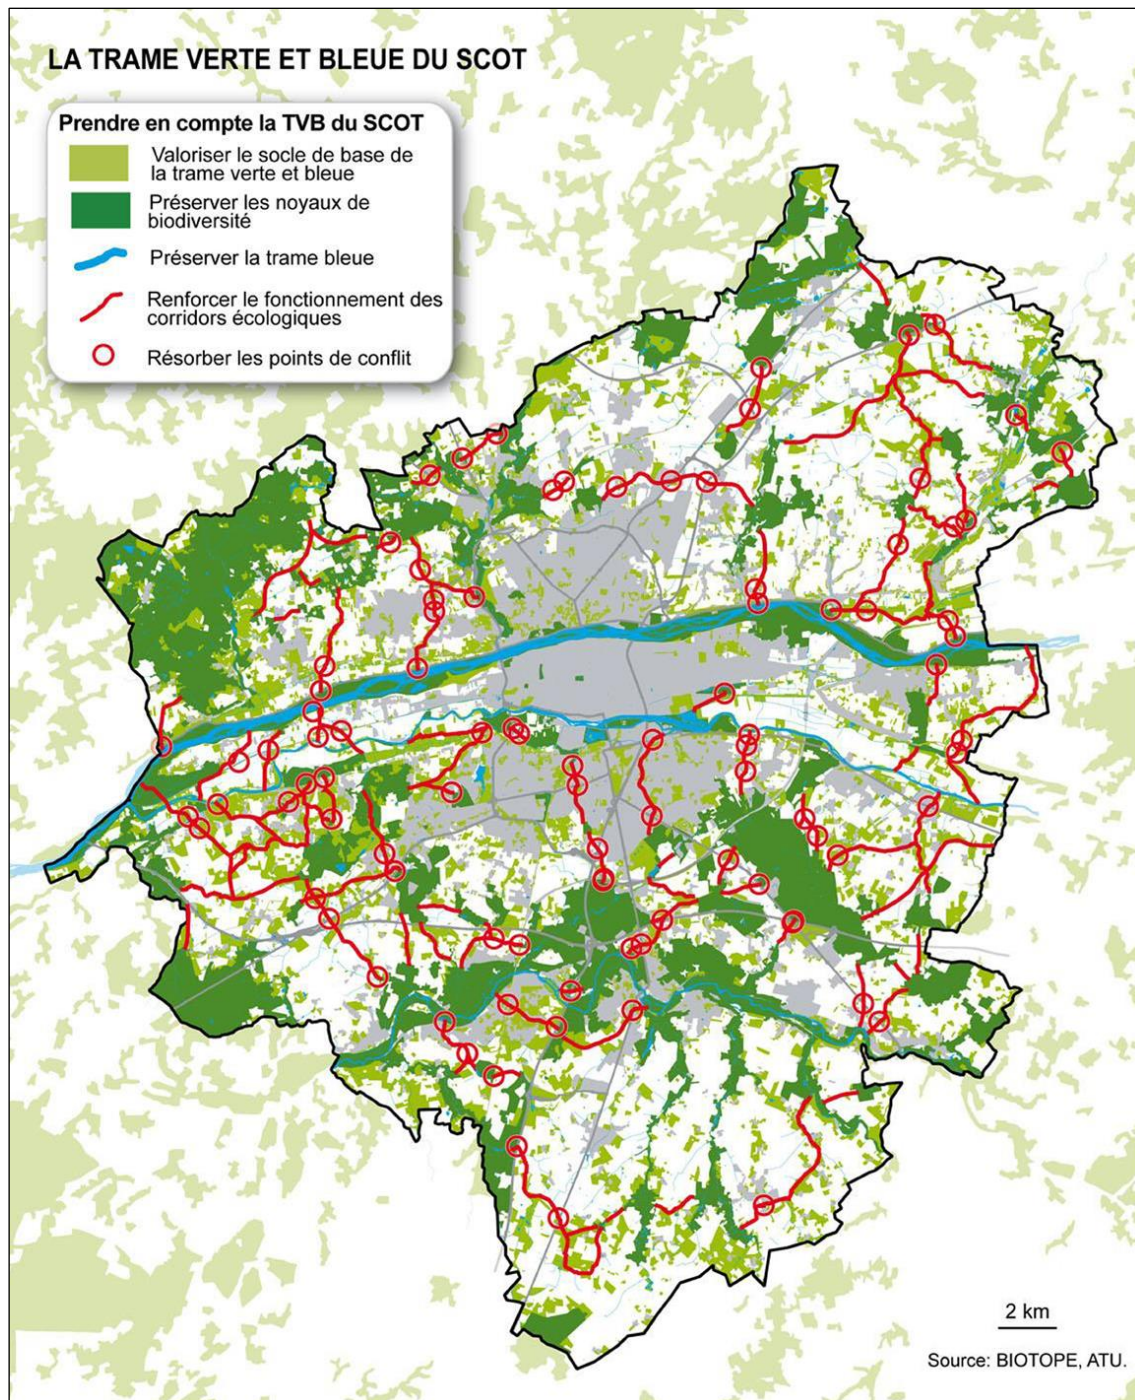 LA TRAME VERTE ET BLEUE DU SCOT
Prendre en compte la TVB du SCOT
Valoriser le socle de base de
la trame verte et bleue
Préserver les noyaux de
biodiversité
Préserver la trame bleue
Renforcer le fonctionnement des
corridors écologiques
Résorber les points de conflit
2 km
Source: BIOTOPE, ATU.